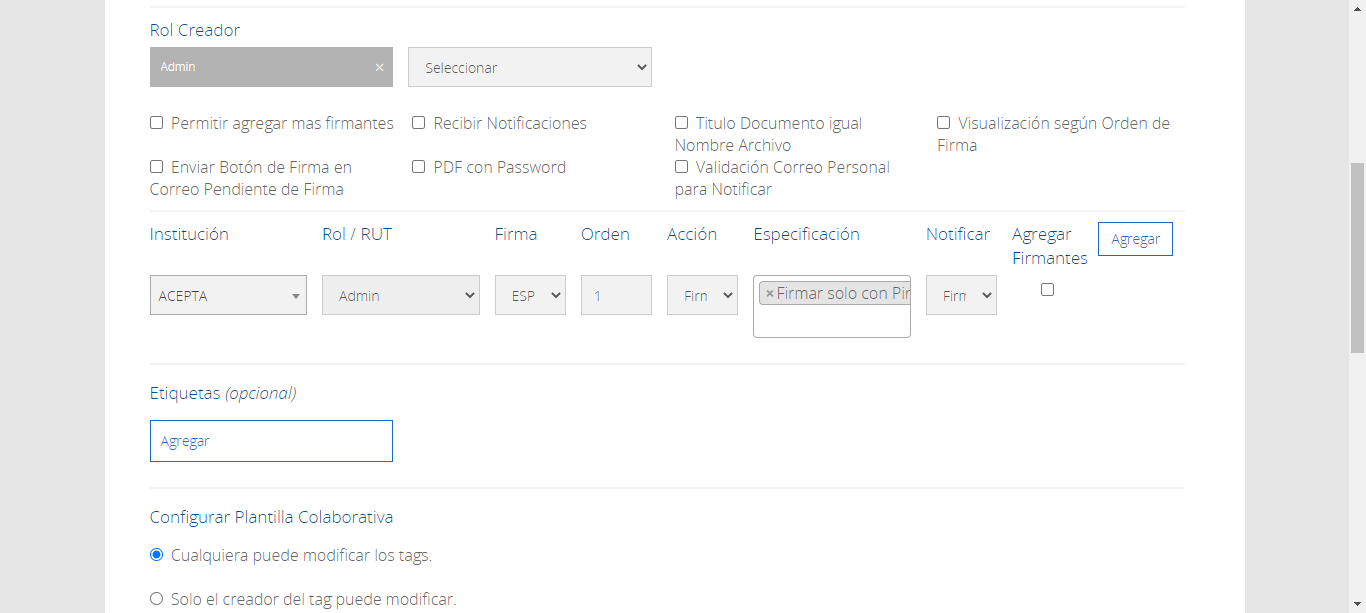 Rol Creador
Admin × Seleccionar
Permitir agregar mas firmantes Recibir Notificaciones Titulo Documento igual Nombre Archivo Visualización según Orden de Firma
Enviar Botón de Firma en Correo Pendiente de Firma PDF con Password Validación Correo Personal para Notificar
Institución Rol / RUT Firma Orden Acción Especificación Notificar Agregar Firmantes Agregar
ACEPTA Admin ESP 1 Firm × Firmar solo con Pin Firm
Etiquetas (opcional)
Agregar
Configurar Plantilla Colaborativa
Cualquiera puede modificar los tags.
Solo el creador del tag puede modificar.